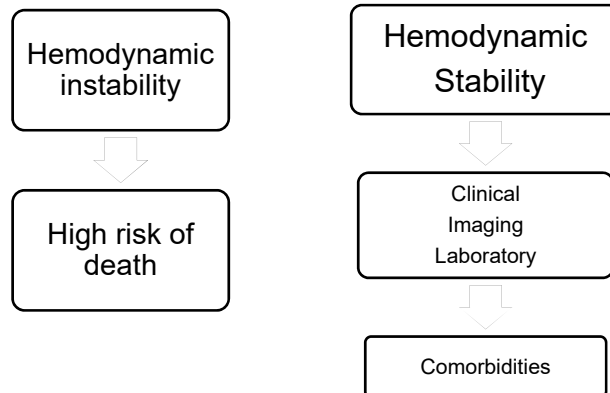 Hemodynamic
instability
High risk of
death
Hemodynamic
Stability
Clinical
Imaging
Laboratory
Comorbidities